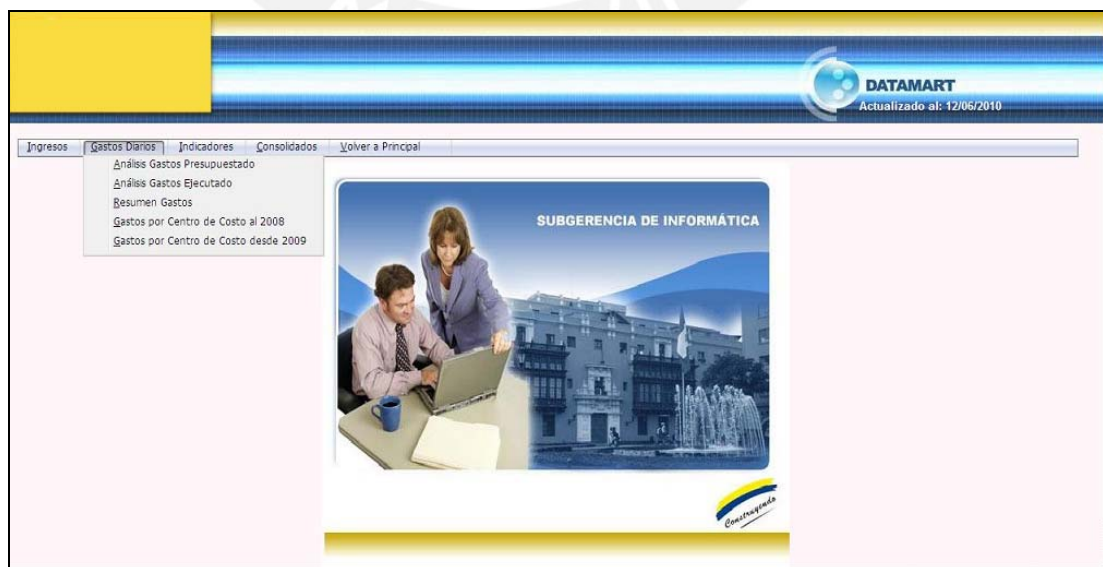 DATAMART
Actualizado al: 12/06/2010
Ingresos Gastos Diarios Indicadores Consolidados Volver a Principal
Análisis Gastos Presupuestado
Análisis Gastos Ejecutado
Resumen Gastos
Gastos por Centro de Costo al 2008
Gastos por Centro de Costo desde 2009
SUBGERENCIA DE INFORMÁTICA
Construyendo